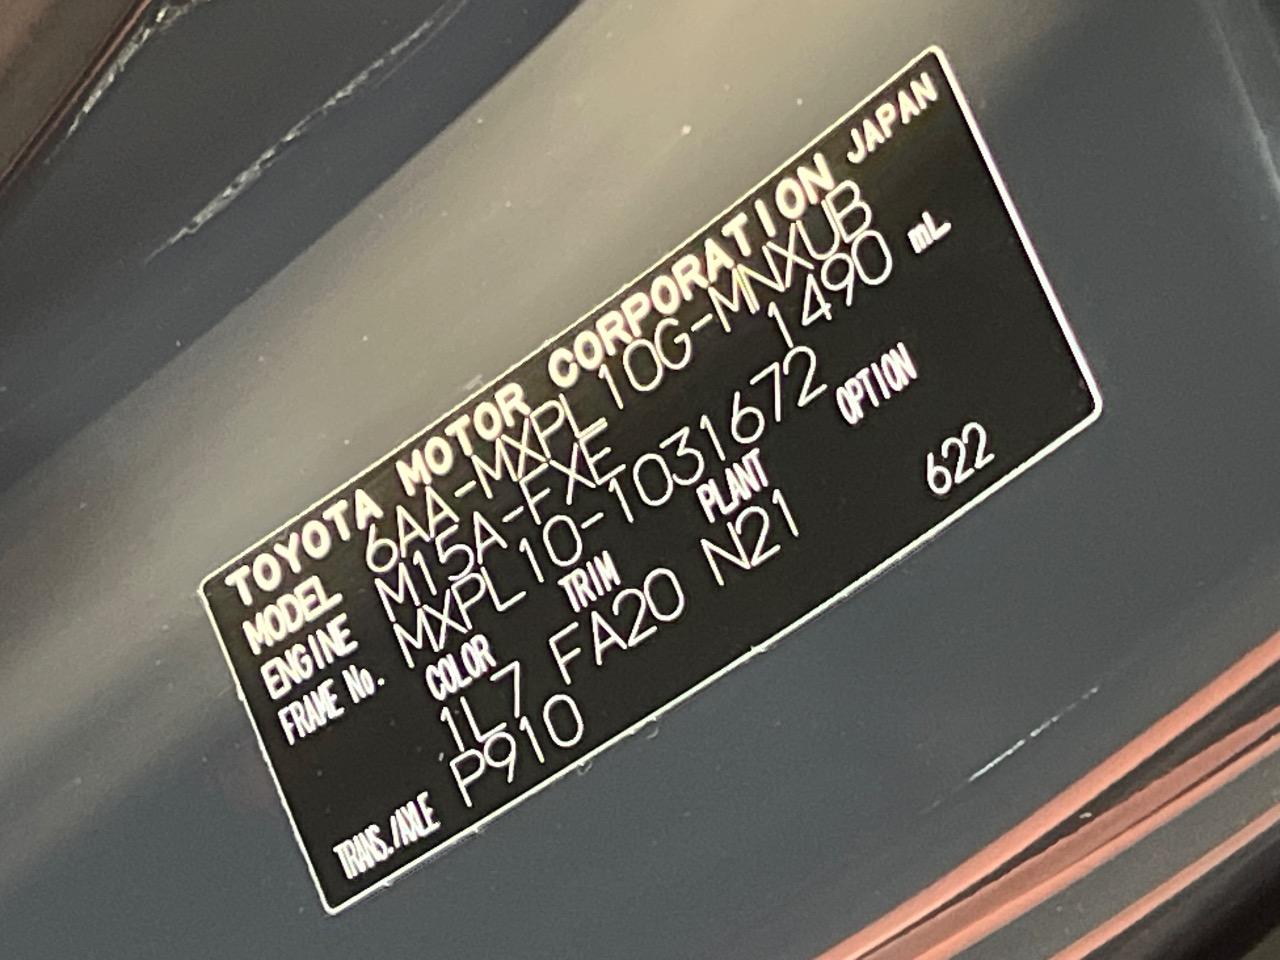 TOYOTA MOTOR CORPORATION JAPAN
MODEL 6AA-MXPL10G-MNXUB
ENGINE M15A-FXE 1490 mL
FRAME No. MXPL10-1031672
COLOR TRIM PLANT OPTION
1L7 FA20 N21 622
TRANS./AXLE P910